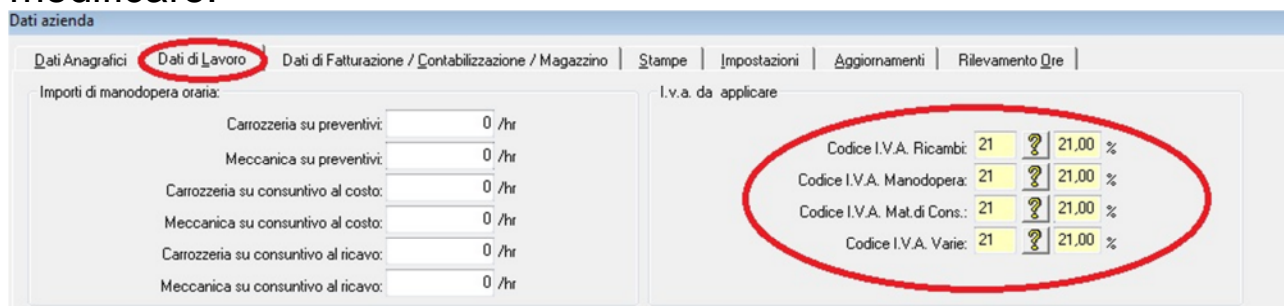 modificare.
Dati azienda
Dati Anagrafici Dati di Lavoro Dati di Fatturazione / Contabilizzazione / Magazzino Stampe Impostazioni Aggiornamenti Rilevamento Ore
Importi di manodopera oraria:
Carrozzeria su preventivi: 0 /hr
Meccanica su preventivi: 0 /hr
Carrozzeria su consuntivo al costo: 0 /hr
Meccanica su consuntivo al costo: 0 /hr
Carrozzeria su consuntivo al ricavo: 0 /hr
Meccanica su consuntivo al ricavo: 0 /hr
I.v.a. da applicare
Codice I.V.A. Ricambi: 21 ? 21,00 %
Codice I.V.A. Manodopera: 21 ? 21,00 %
Codice I.V.A. Mat.di Cons.: 21 ? 21,00 %
Codice I.V.A. Varie: 21 ? 21,00 %